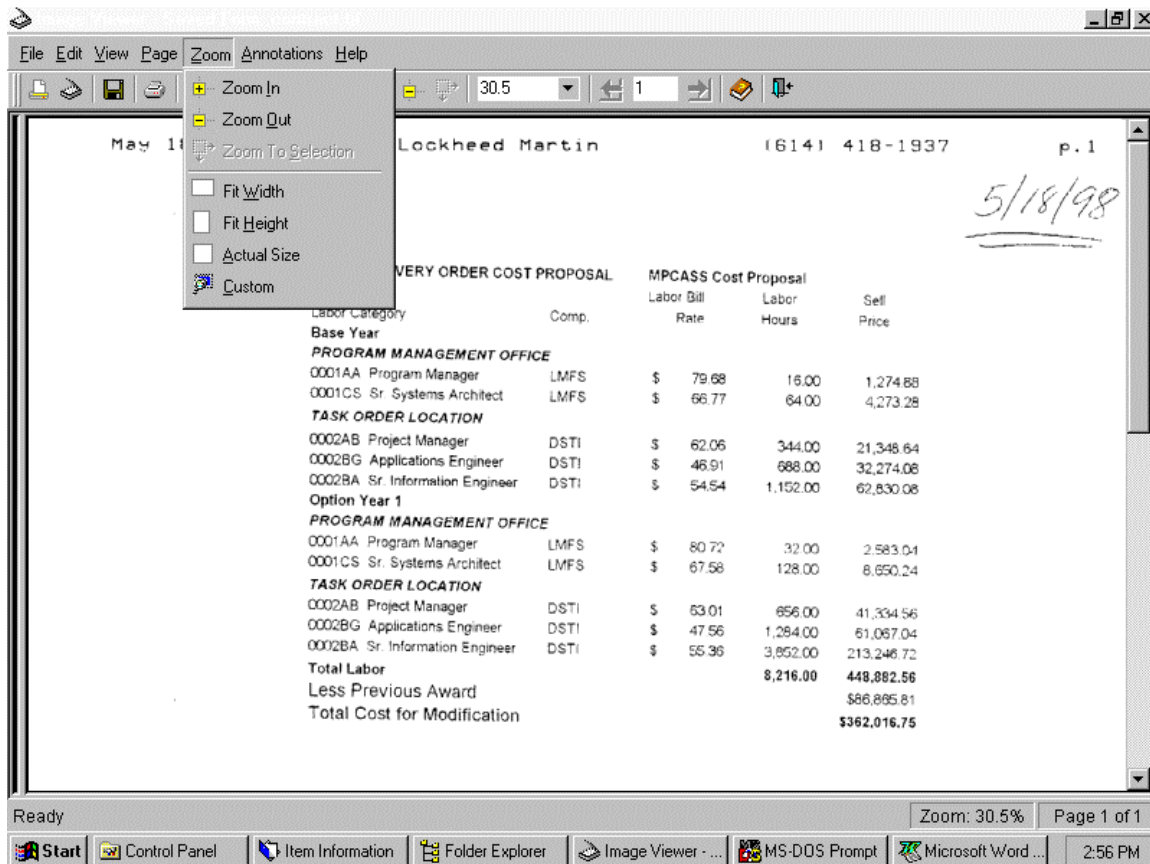 File Edit View Page Zoom Annotations Help
30.5 1
Zoom In
Zoom Out
Zoom To Selection
Fit Width
Fit Height
Actual Size
Custom
May 18 Lockheed Martin (614) 418-1937 p.1
5/18/98
VERY ORDER COST PROPOSAL MPCASS Cost Proposal
Labor Bill Labor Sell
Labor Category Comp. Rate Hours Price
Base Year
PROGRAM MANAGEMENT OFFICE
0001AA Program Manager LMFS $ 79.68 16.00 1,274.88
0001CS Sr. Systems Architect LMFS $ 66.77 64.00 4,273.28
TASK ORDER LOCATION
0002AB Project Manager DSTI $ 62.06 344.00 21,348.64
0002BG Applications Engineer DSTI $ 46.91 688.00 32,274.08
0002BA Sr. Information Engineer DSTI $ 54.54 1,152.00 62,830.08
Option Year 1
PROGRAM MANAGEMENT OFFICE
0001AA Program Manager LMFS $ 80.72 32.00 2,583.04
0001CS Sr. Systems Architect LMFS $ 67.58 128.00 8,650.24
TASK ORDER LOCATION
0002AB Project Manager DSTI $ 63.01 656.00 41,334.56
0002BG Applications Engineer DSTI $ 47.56 1,284.00 61,067.04
0002BA Sr. Information Engineer DSTI $ 55.36 3,852.00 213,246.72
Total Labor 8,216.00 448,882.56
Less Previous Award $86,865.81
Total Cost for Modification $362,016.75
Ready Zoom: 30.5% Page 1 of 1
Start Control Panel Item Information Folder Explorer Image Viewer - ... MS-DOS Prompt Microsoft Word ... 2:56 PM